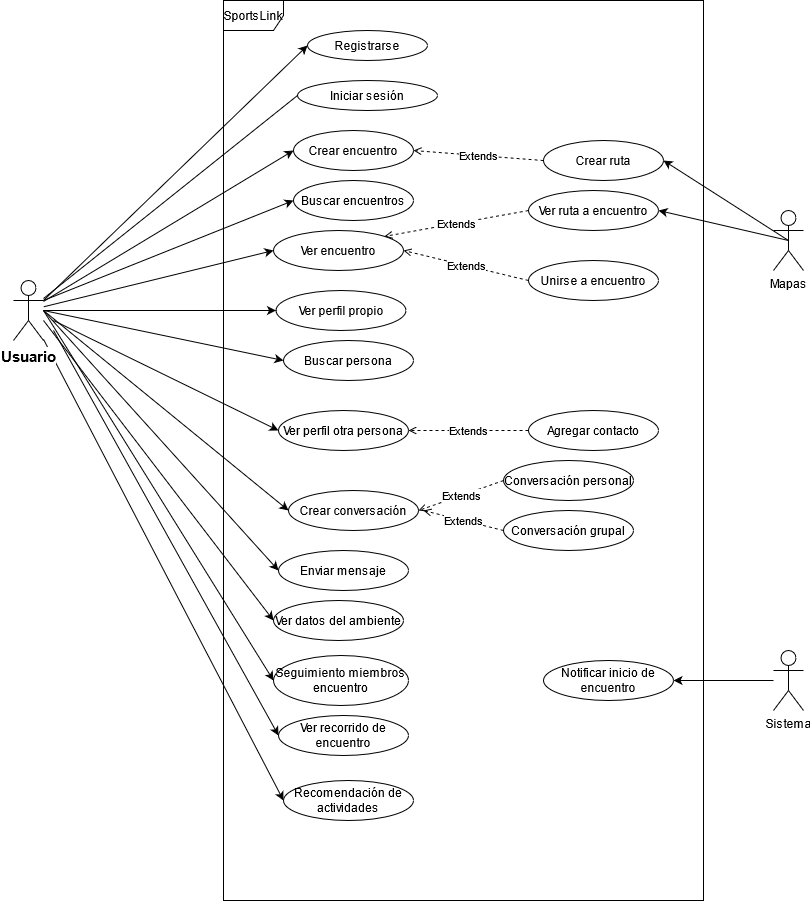 SportsLink
Registrarse
Iniciar sesión
Crear encuentro
Extends
Crear ruta
Buscar encuentros
Extends
Ver ruta a encuentro
Ver encuentro
Extends
Unirse a encuentro
Mapas
Ver perfil propio
Usuario
Buscar persona
Ver perfil otra persona
Extends
Agregar contacto
Conversación personal
Extends
Crear conversación
Extends
Conversación grupal
Enviar mensaje
Ver datos del ambiente
Seguimiento miembros
encuentro
Notificar inicio de
encuentro
Sistema
Ver recorrido de
encuentro
Recomendación de
actividades